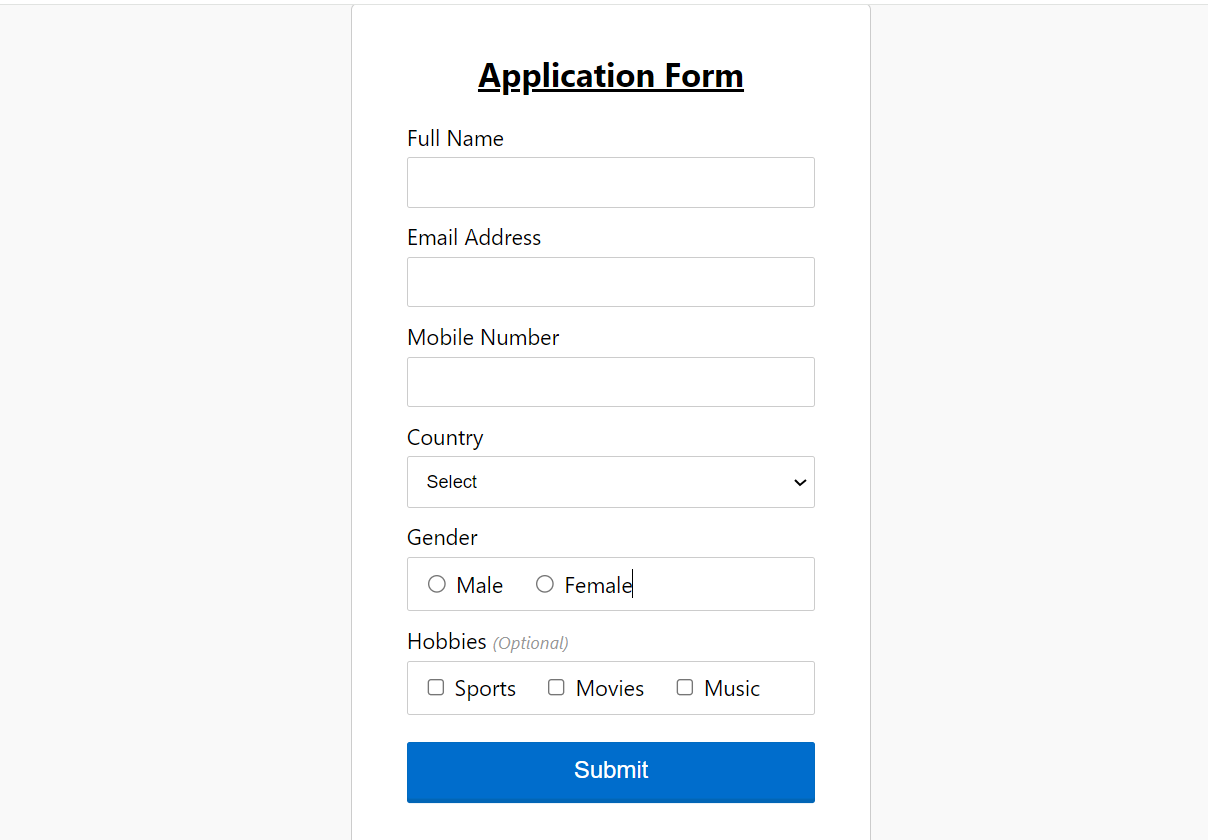 Application Form
Full Name
Email Address
Mobile Number
Country
Select
Gender
Male Female
Hobbies (Optional)
Sports Movies Music
Submit